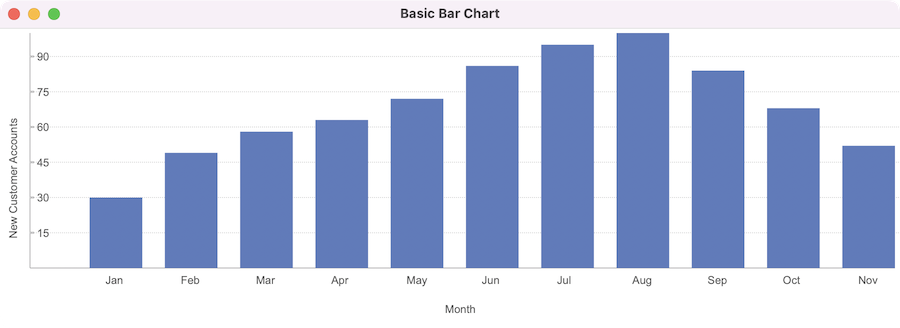 Basic Bar Chart
New Customer Accounts
90
75
60
45
30
15
Jan Feb Mar Apr May Jun Jul Aug Sep Oct Nov
Month